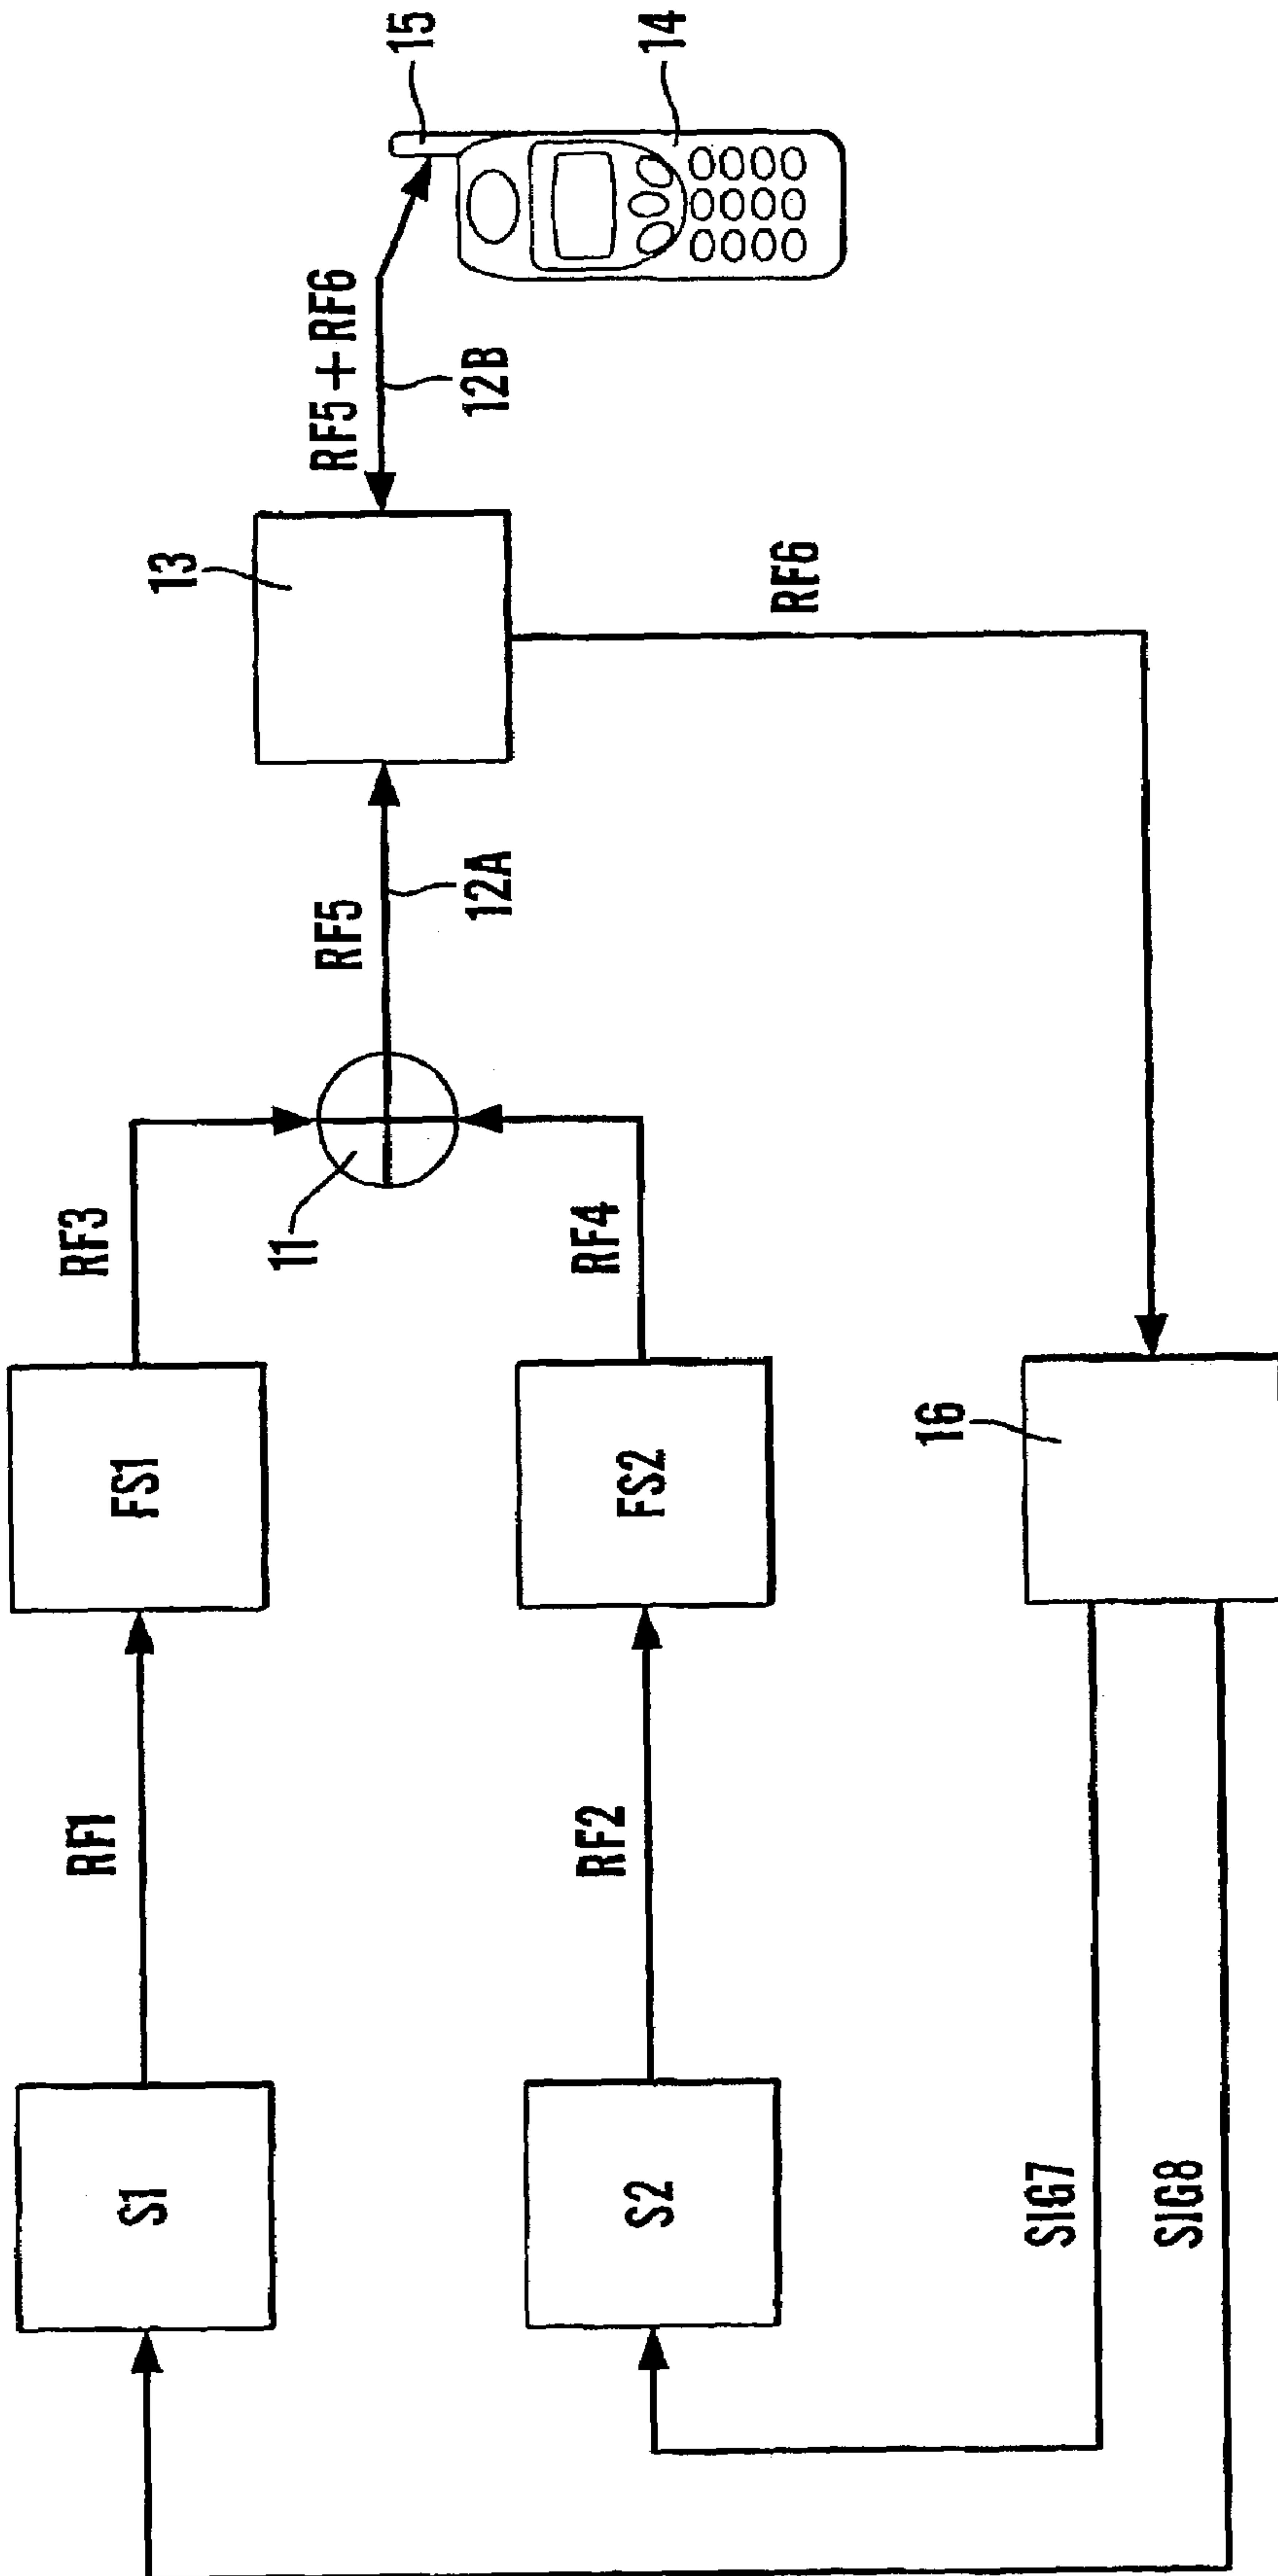 S1
RF1
FS1
RF3
11
RF5
12A
13
RF5+RF6
12B
15
14
S2
RF2
FS2
RF4
RF6
16
SIG7
SIG8